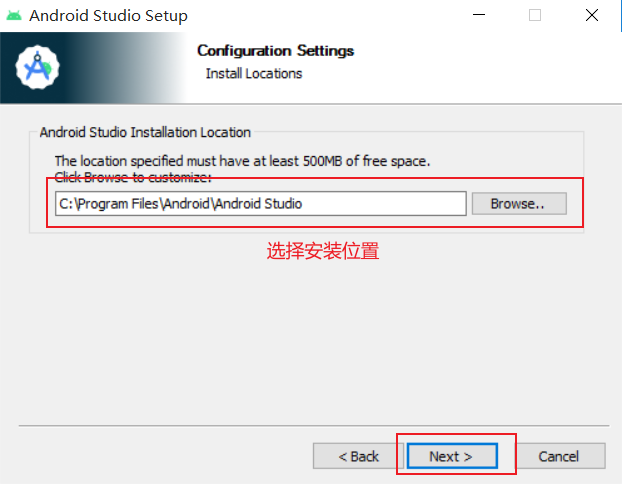 Android Studio Setup
Configuration Settings
Install Locations
Android Studio Installation Location
The location specified must have at least 500MB of free space.
Click Browse to customize:
C:\Program Files\Android\Android Studio
Browse..
选择安装位置
< Back
Next >
Cancel